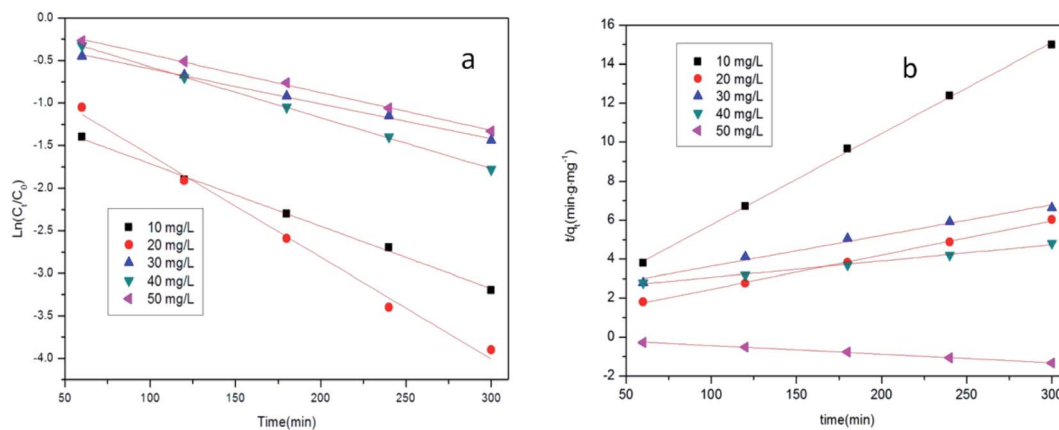 a
0.0
-0.5
-1.0
-1.5
-2.0
-2.5
-3.0
-3.5
-4.0
Ln(Cₜ/C₀)
10 mg/L
20 mg/L
30 mg/L
40 mg/L
50 mg/L
50 100 150 200 250 300
Time(min)
b
16
14
12
10
8
6
4
2
0
-2
t/qₜ(min·g·mg⁻¹)
10 mg/L
20 mg/L
30 mg/L
40 mg/L
50 mg/L
50 100 150 200 250 300
time(min)